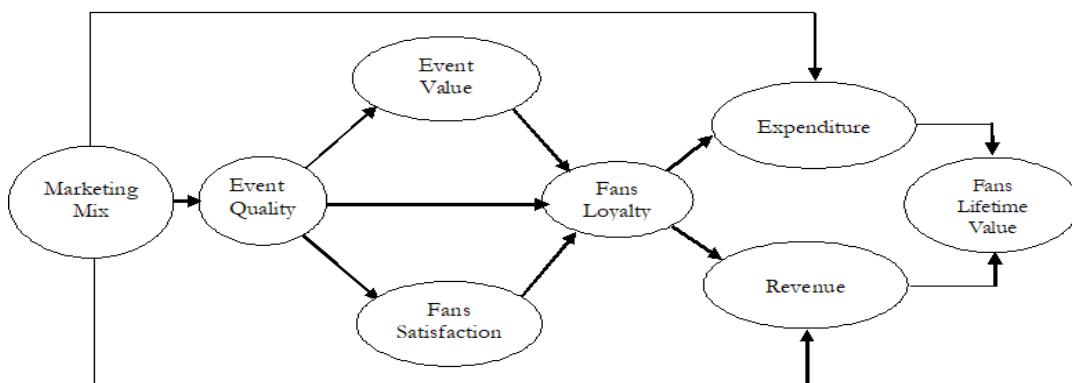 Marketing
Mix
Event
Quality
Event
Value
Fans
Satisfaction
Fans
Loyalty
Expenditure
Revenue
Fans
Lifetime
Value